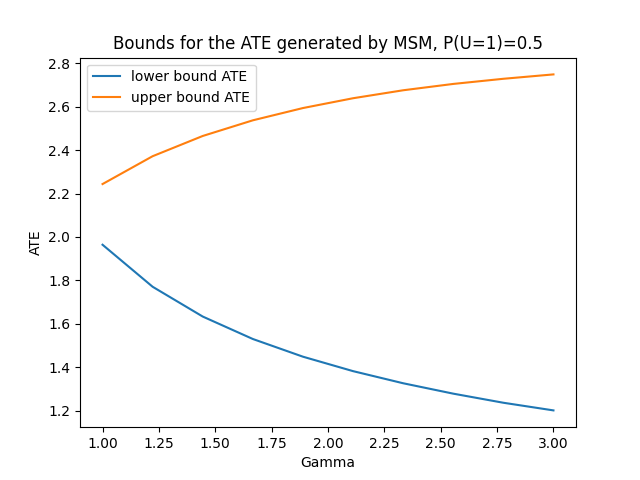 Bounds for the ATE generated by MSM, P(U=1)=0.5
lower bound ATE
upper bound ATE
2.8
2.6
2.4
2.2
2.0
1.8
1.6
1.4
1.2
ATE
1.00 1.25 1.50 1.75 2.00 2.25 2.50 2.75 3.00
Gamma